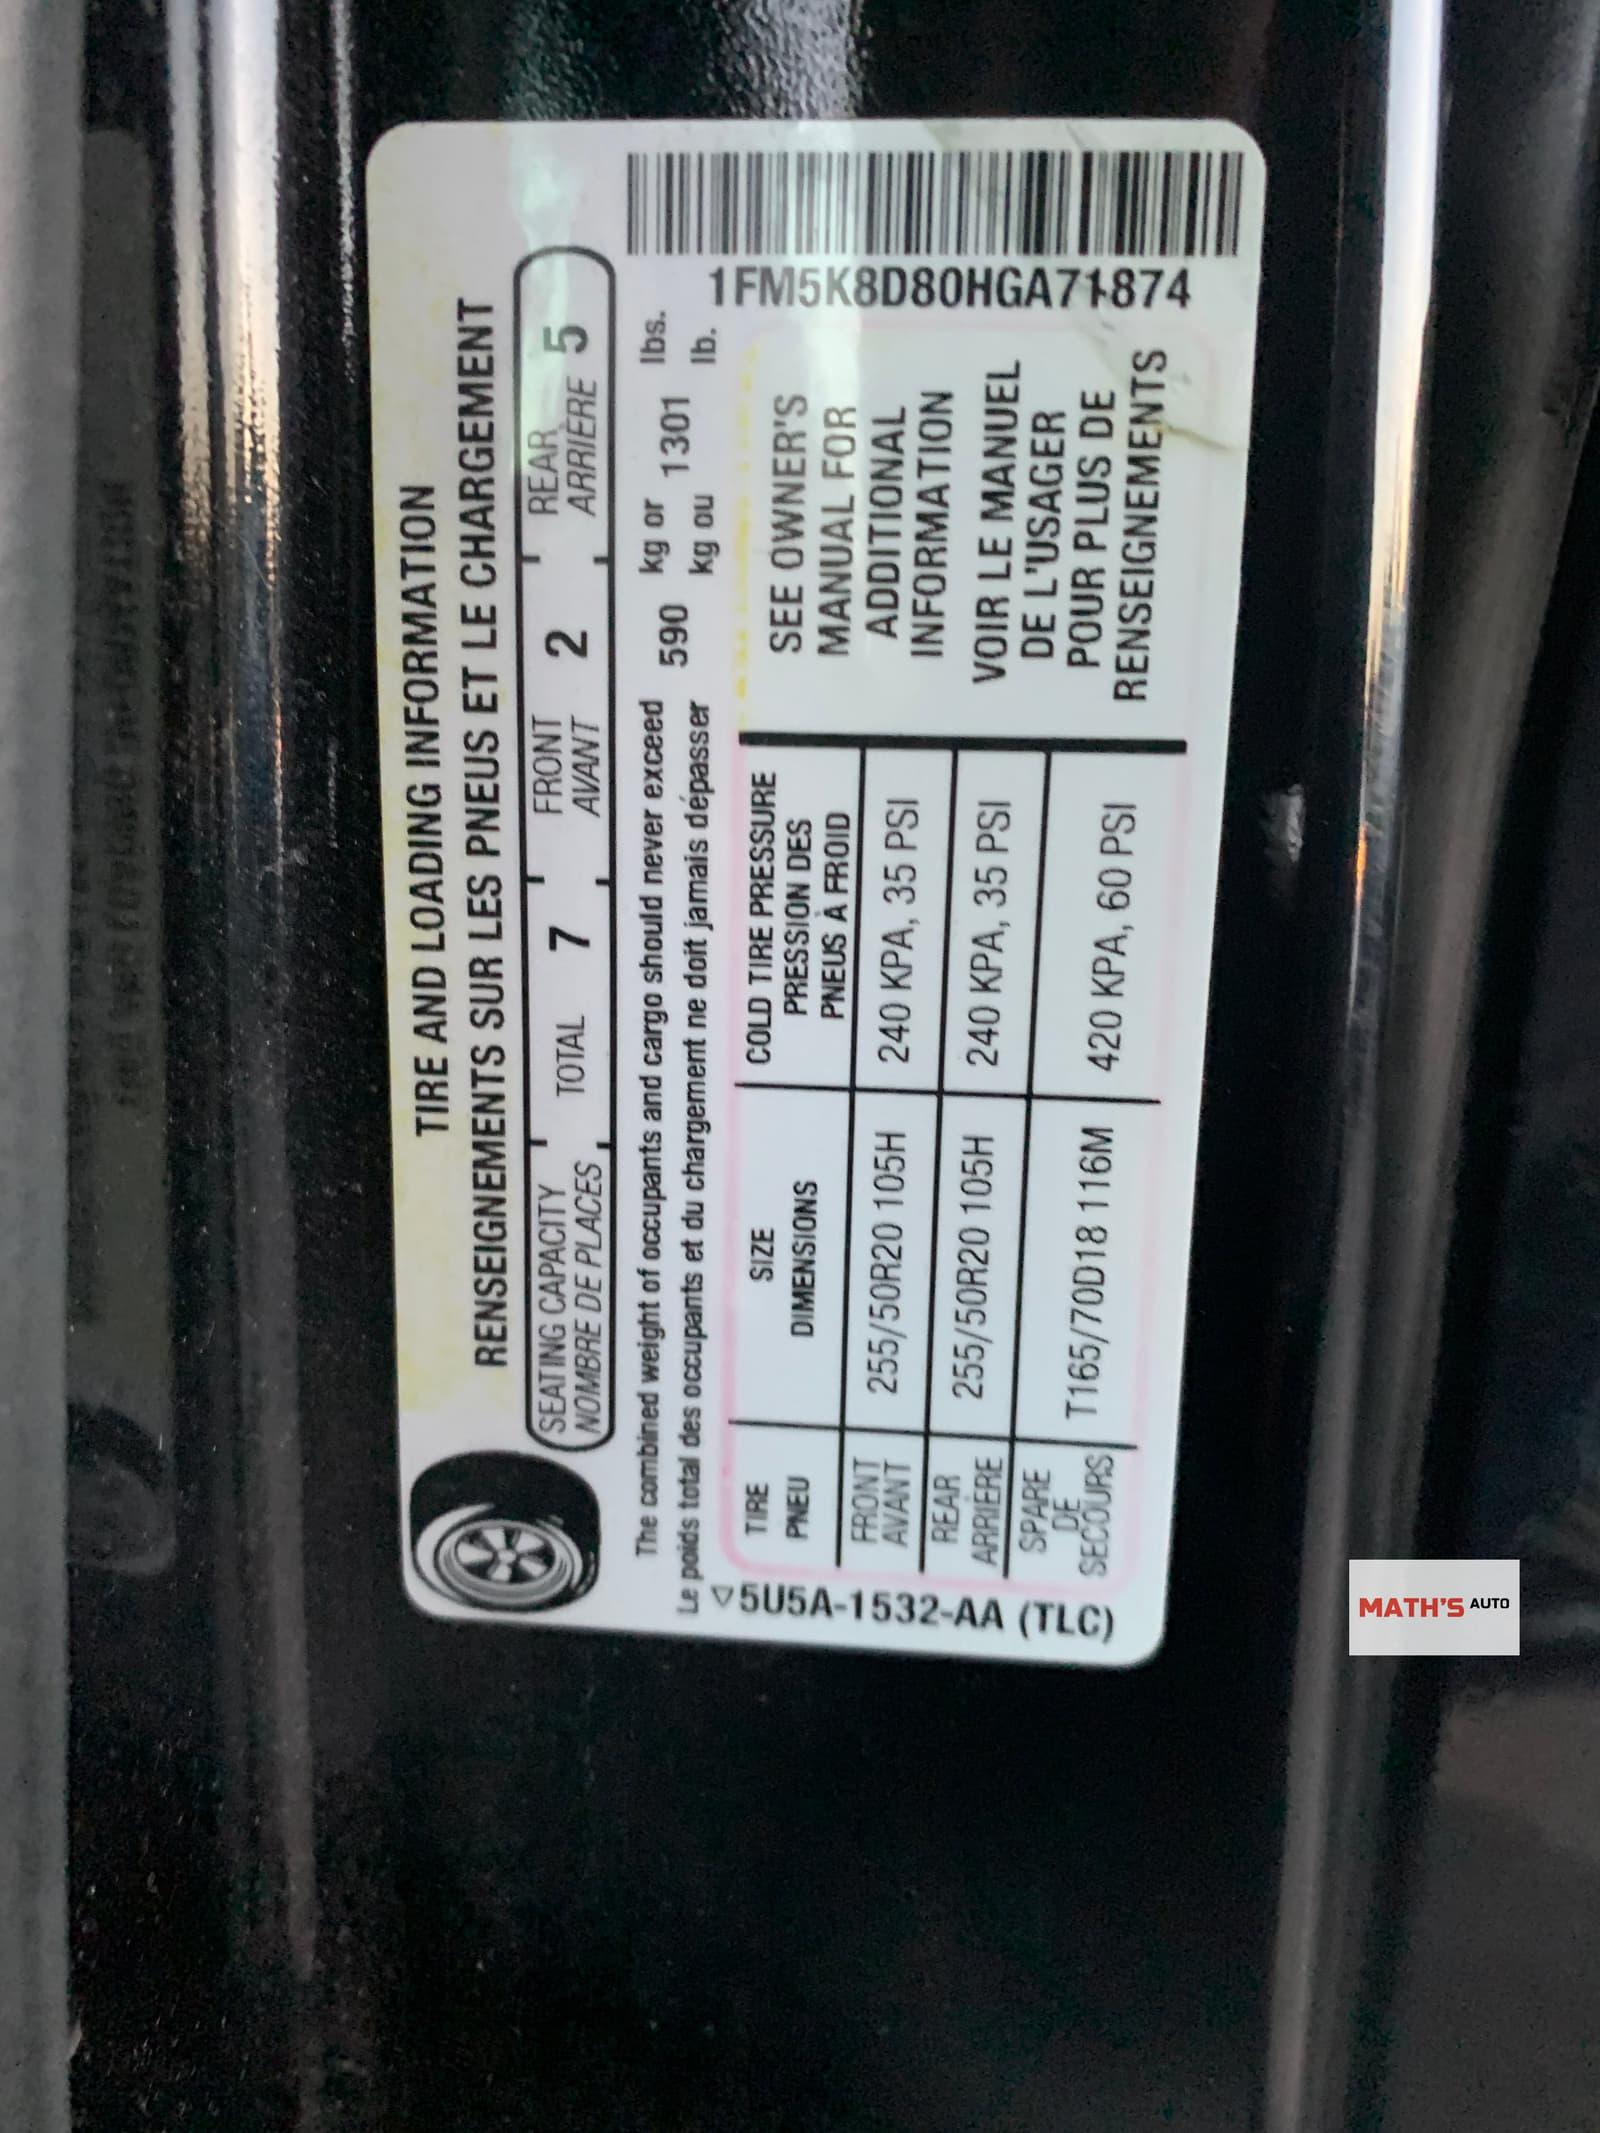 TIRE AND LOADING INFORMATION
RENSEIGNEMENTS SUR LES PNEUS ET LE CHARGEMENT
SEATING CAPACITY TOTAL 7 FRONT 2 REAR 5
NOMBRE DE PLACES AVANT ARRIÈRE
The combined weight of occupants and cargo should never exceed 590 kg or 1301 lbs.
Le poids total des occupants et du chargement ne doit jamais dépasser kg ou lb.
TIRE SIZE COLD TIRE PRESSURE
PNEU DIMENSIONS PRESSION DES
PNEUS À FROID
FRONT 255/50R20 105H 240 KPA, 35 PSI
AVANT
REAR 255/50R20 105H 240 KPA, 35 PSI
ARRIÈRE
SPARE T165/70D18 116M 420 KPA, 60 PSI
DE
SECOURS
SEE OWNER'S
MANUAL FOR
ADDITIONAL
INFORMATION
VOIR LE MANUEL
DE L'USAGER
POUR PLUS DE
RENSEIGNEMENTS
5U5A-1532-AA (TLC)
1FM5K8D80HGA71874
MATH'S AUTO